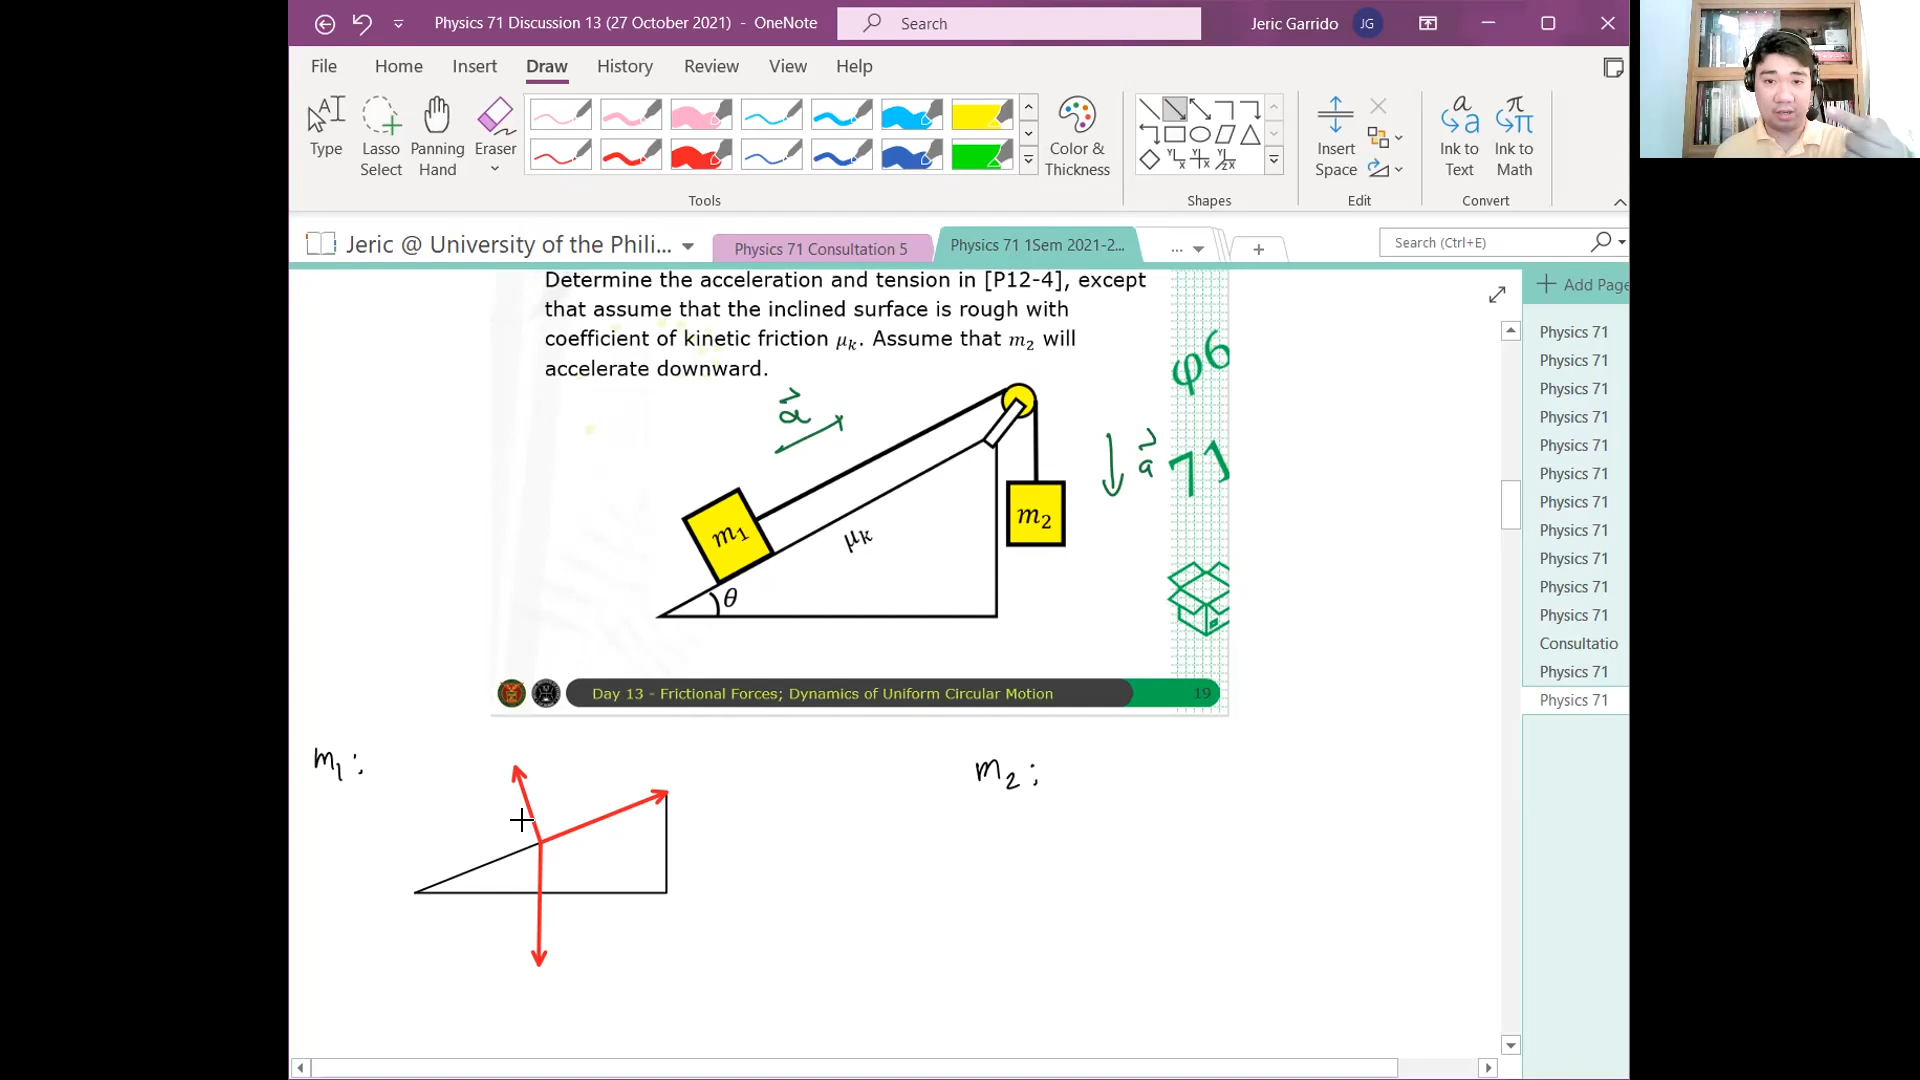 Physics 71 Discussion 13 (27 October 2021) - OneNote
Search
Jeric Garrido
JG
File
Home
Insert
Draw
History
Review
View
Help
Type
Lasso Select
Panning Hand
Eraser
Color & Thickness
Insert Space
Ink to Text
Ink to Math
Tools
Shapes
Edit
Convert
Jeric @ University of the Phili...
Physics 71 Consultation 5
Physics 71 1Sem 2021-2...
...
Search (Ctrl+E)
Add Page
Determine the acceleration and tension in [P12-4], except
that assume that the inclined surface is rough with
coefficient of kinetic friction μk. Assume that m2 will
accelerate downward.
a
a
φ6
71
m1
m2
μk
θ
Day 13 - Frictional Forces; Dynamics of Uniform Circular Motion
19
m1:
m2:
Physics 71
Physics 71
Physics 71
Physics 71
Physics 71
Physics 71
Physics 71
Physics 71
Physics 71
Physics 71
Physics 71
Consultatio
Physics 71
Physics 71